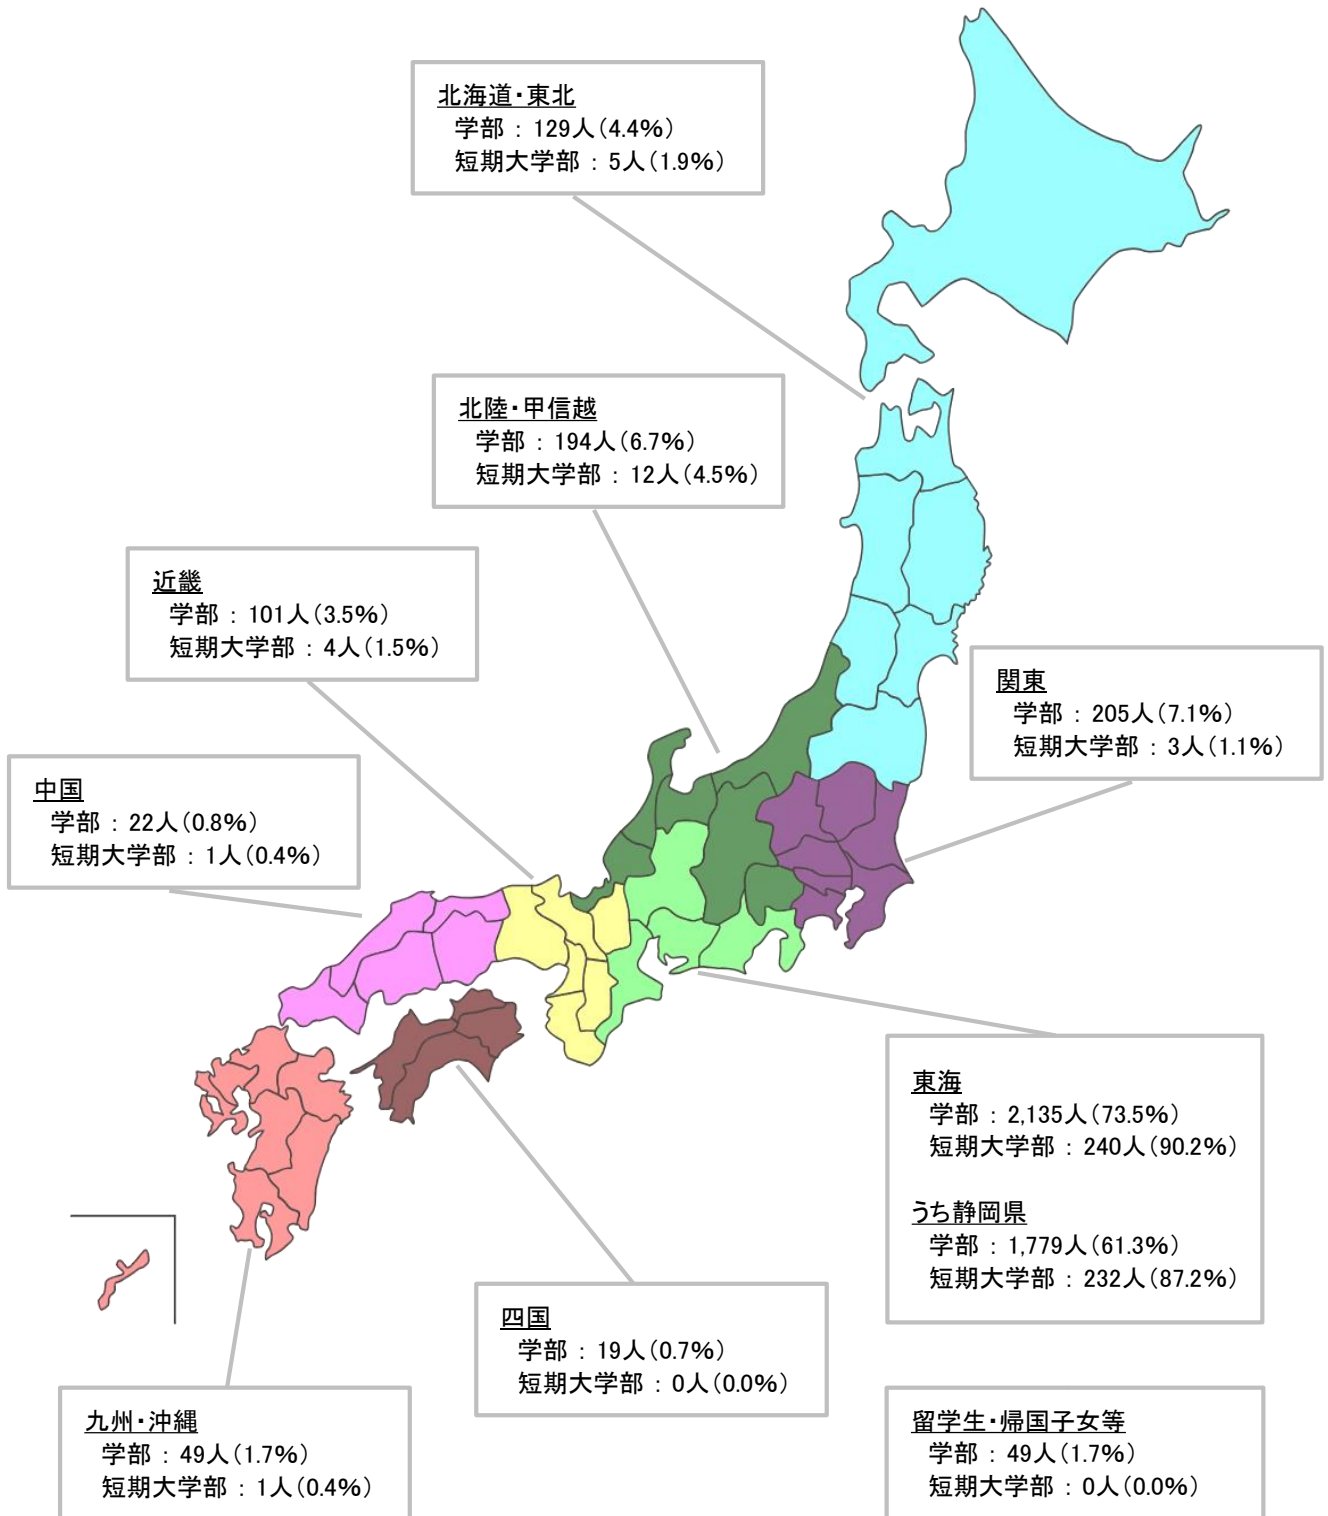 北海道・東北
学部 : 129人(4.4%)
短期大学部 : 5人(1.9%)
北陸・甲信越
学部 : 194人(6.7%)
短期大学部 : 12人(4.5%)
近畿
学部 : 101人(3.5%)
短期大学部 : 4人(1.5%)
関東
学部 : 205人(7.1%)
短期大学部 : 3人(1.1%)
中国
学部 : 22人(0.8%)
短期大学部 : 1人(0.4%)
東海
学部 : 2,135人(73.5%)
短期大学部 : 240人(90.2%)
うち静岡県
学部 : 1,779人(61.3%)
短期大学部 : 232人(87.2%)
四国
学部 : 19人(0.7%)
短期大学部 : 0人(0.0%)
九州・沖縄
学部 : 49人(1.7%)
短期大学部 : 1人(0.4%)
留学生・帰国子女等
学部 : 49人(1.7%)
短期大学部 : 0人(0.0%)